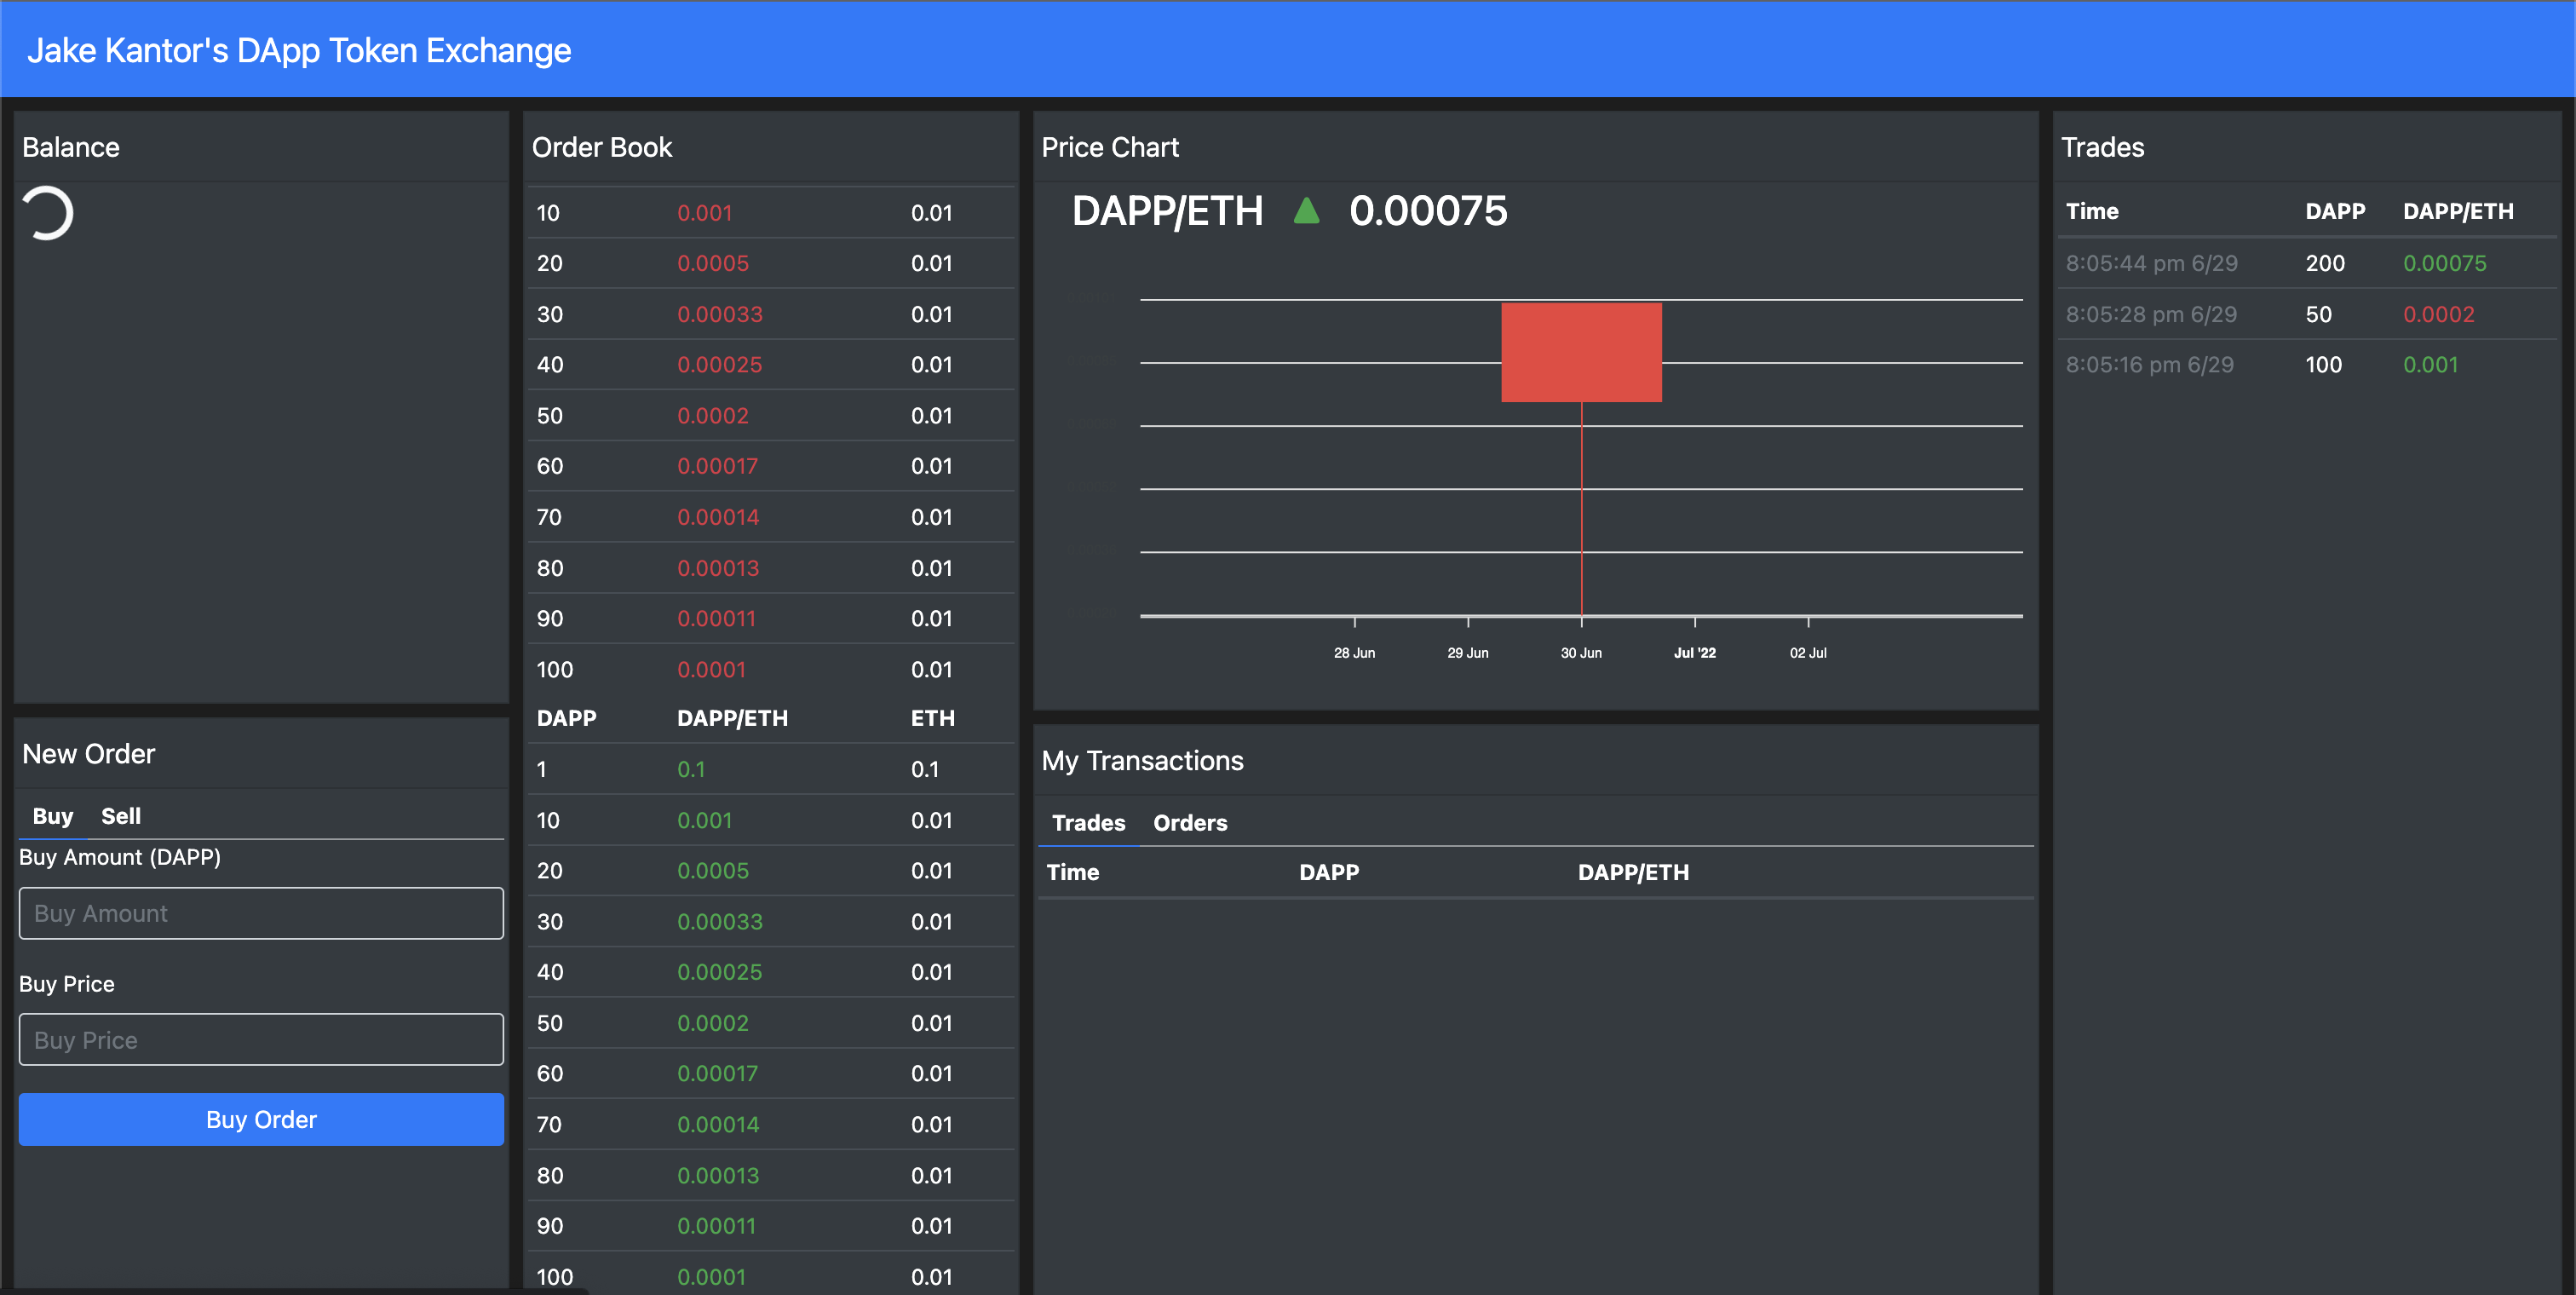 Jake Kantor's DApp Token Exchange
Balance
New Order
Buy Sell
Buy Amount (DAPP)
Buy Amount
Buy Price
Buy Price
Buy Order
Order Book
10 0.001 0.01
20 0.0005 0.01
30 0.00033 0.01
40 0.00025 0.01
50 0.0002 0.01
60 0.00017 0.01
70 0.00014 0.01
80 0.00013 0.01
90 0.00011 0.01
100 0.0001 0.01
DAPP DAPP/ETH ETH
1 0.1 0.1
10 0.001 0.01
20 0.0005 0.01
30 0.00033 0.01
40 0.00025 0.01
50 0.0002 0.01
60 0.00017 0.01
70 0.00014 0.01
80 0.00013 0.01
90 0.00011 0.01
100 0.0001 0.01
Price Chart
DAPP/ETH ▲ 0.00075
28 Jun 29 Jun 30 Jun Jul '22 02 Jul
My Transactions
Trades Orders
Time DAPP DAPP/ETH
Trades
Time DAPP DAPP/ETH
8:05:44 pm 6/29 200 0.00075
8:05:28 pm 6/29 50 0.0002
8:05:16 pm 6/29 100 0.001